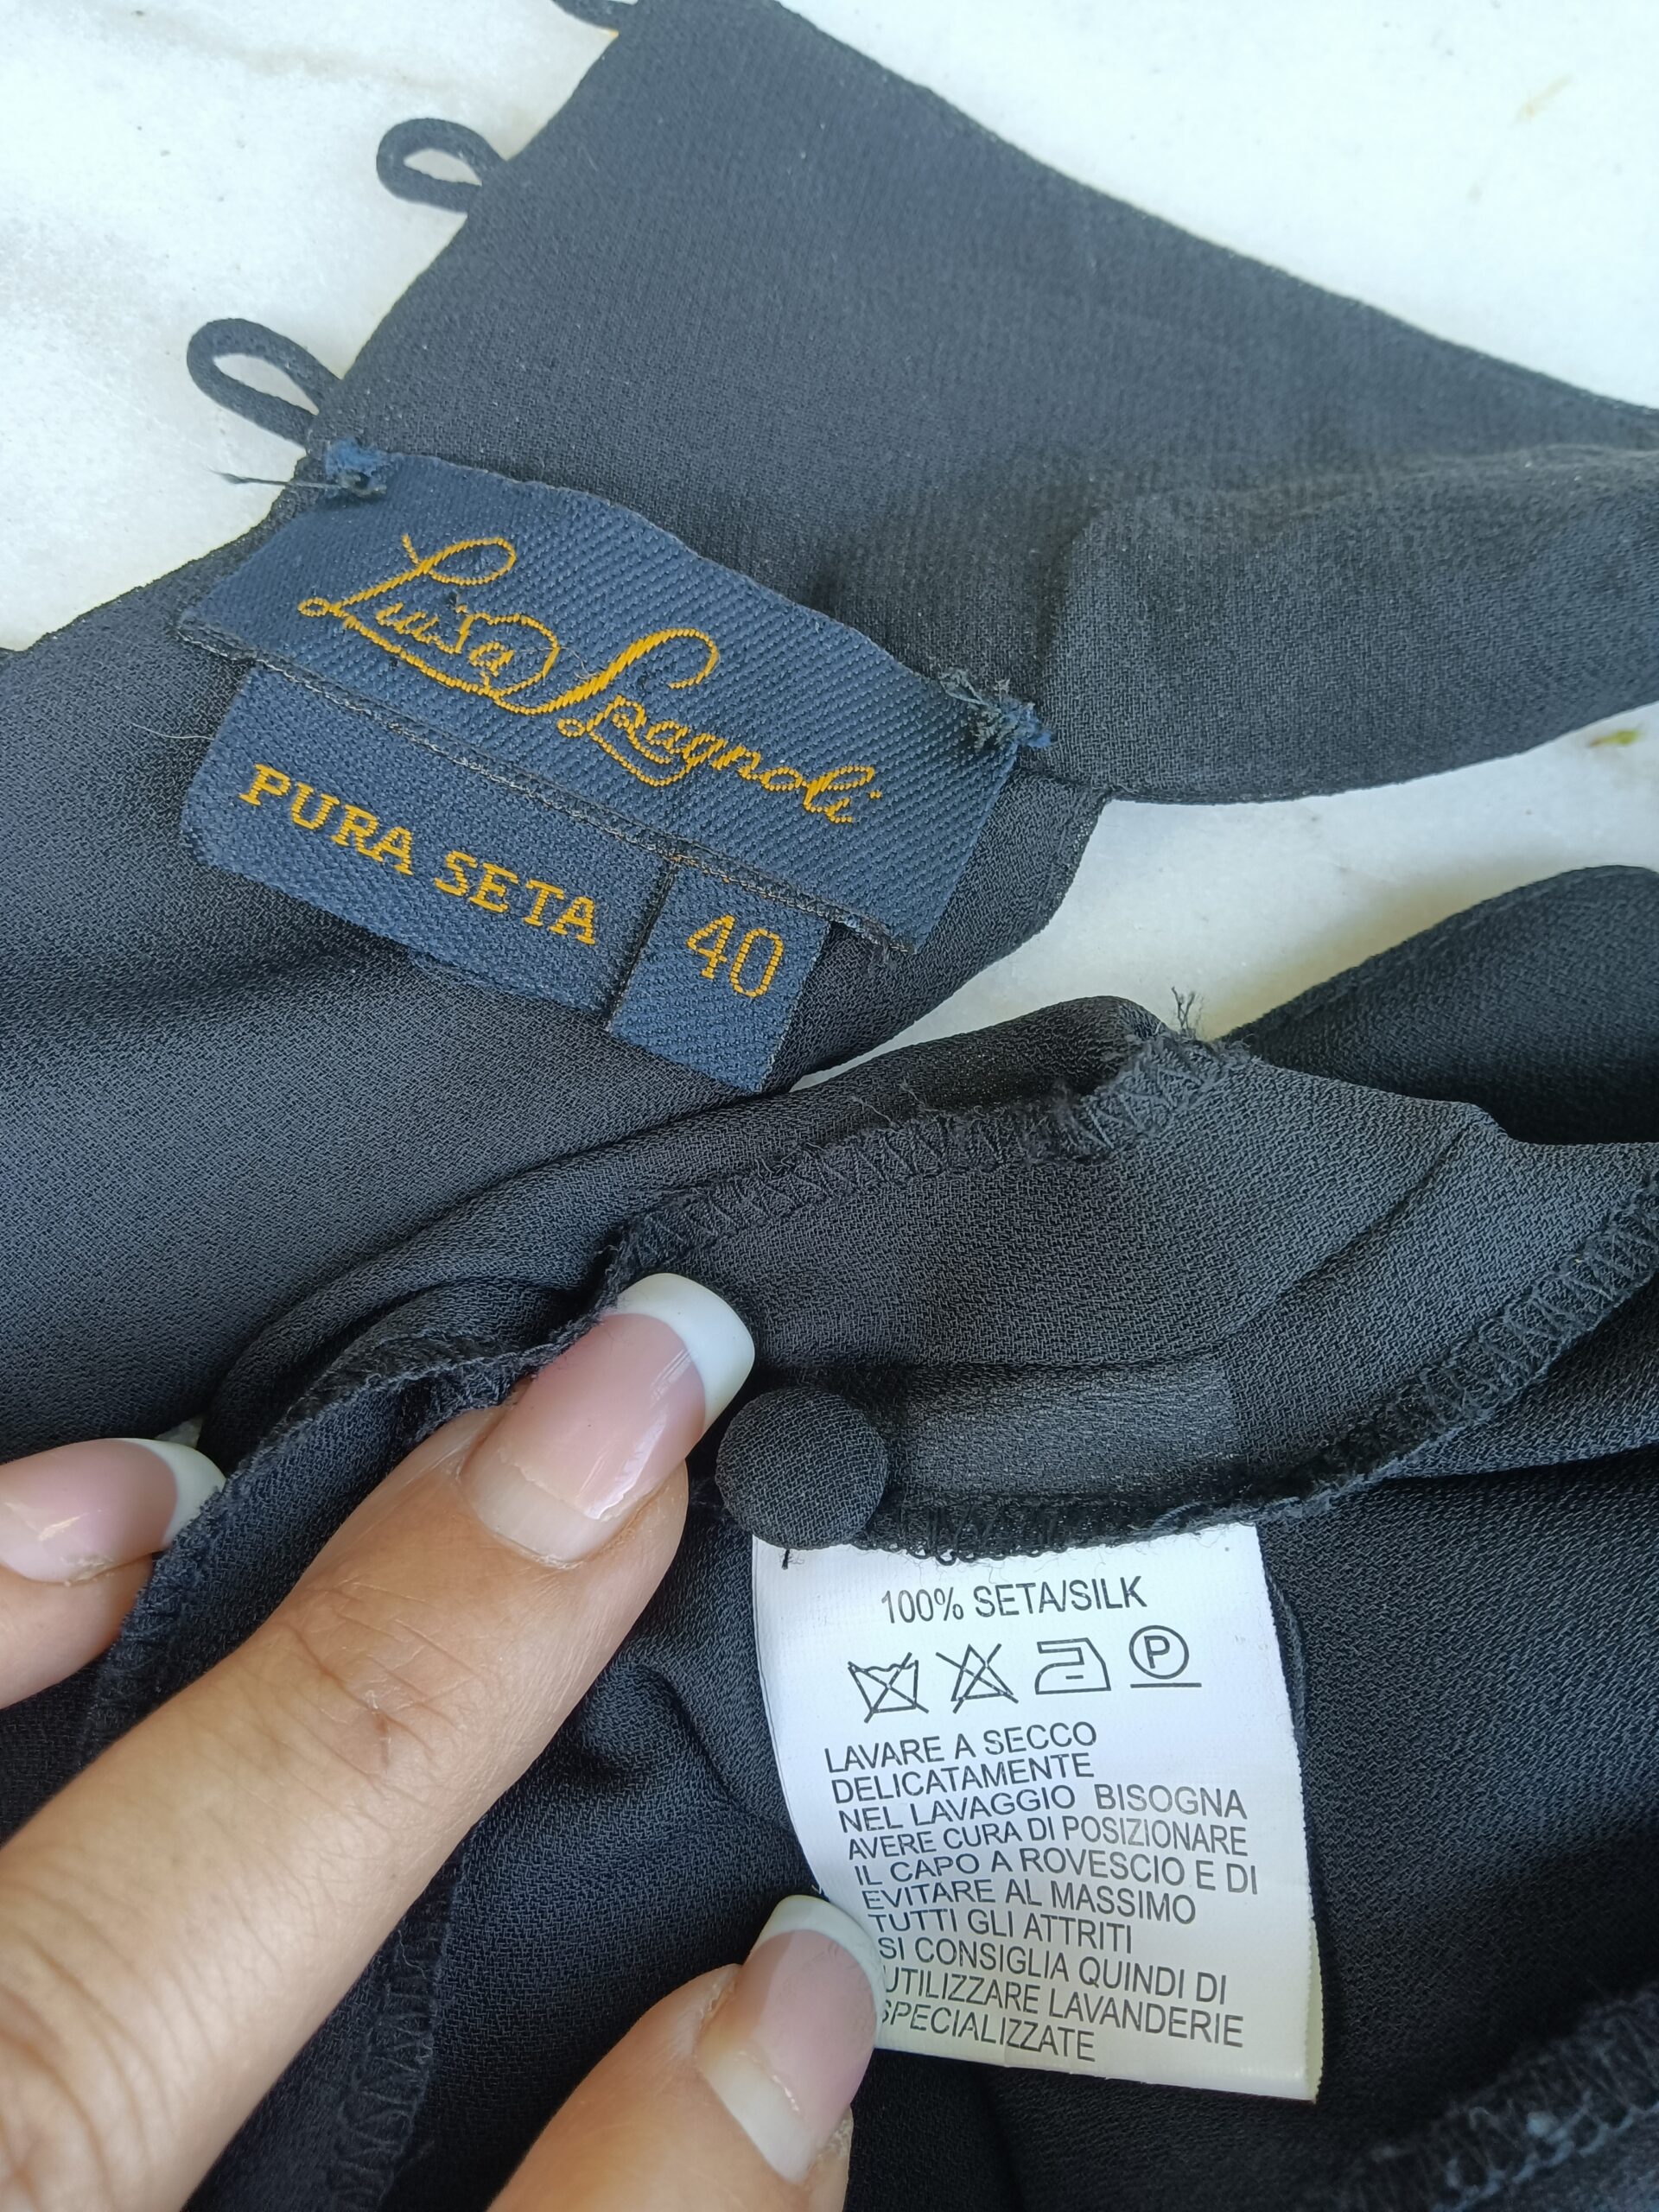 Luisa Spagnoli
PURA SETA
40
100% SETA/SILK
P
LAVARE A SECCO
DELICATAMENTE
NEL LAVAGGIO BISOGNA
AVERE CURA DI POSIZIONARE
IL CAPO A ROVESCIO E DI
EVITARE AL MASSIMO
TUTTI GLI ATTRITI
SI CONSIGLIA QUINDI DI
UTILIZZARE LAVANDERIE
SPECIALIZZATE